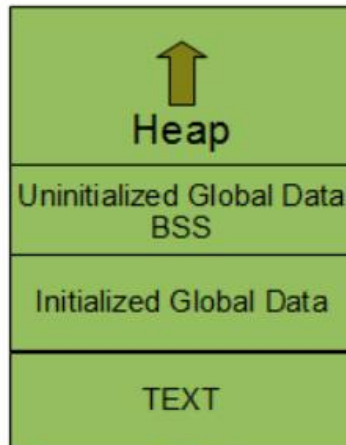 Heap
Uninitialized Global Data
BSS
Initialized Global Data
TEXT